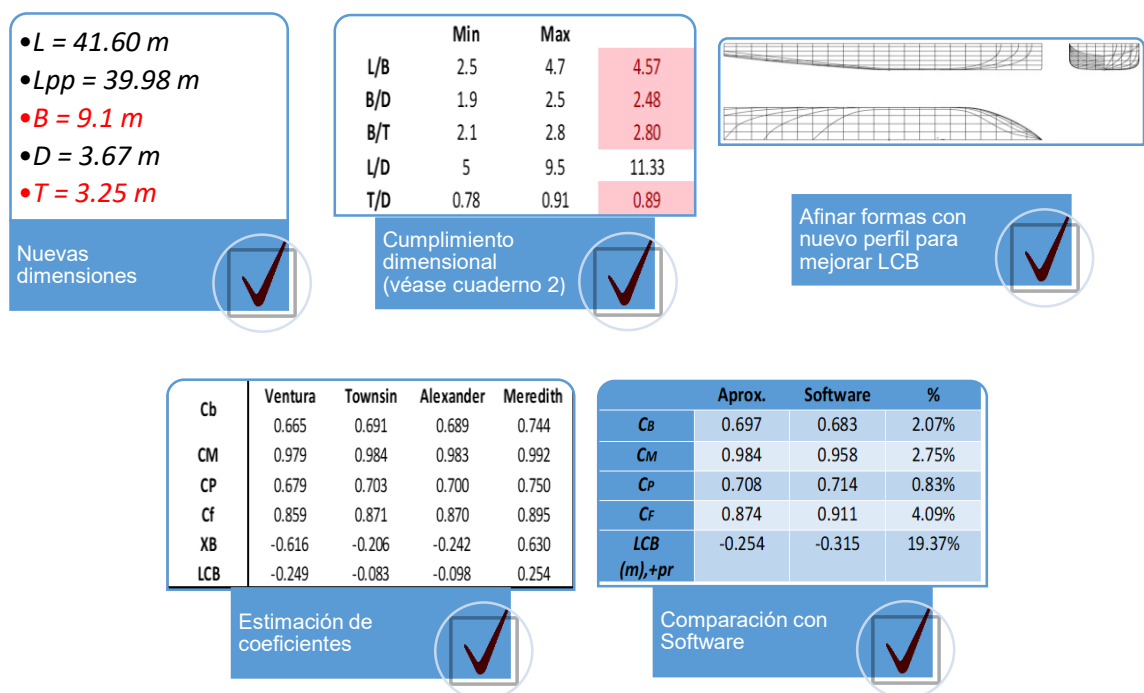 •L = 41.60 m
•Lpp = 39.98 m
•B = 9.1 m
•D = 3.67 m
•T = 3.25 m
Nuevas
dimensiones
Min Max
L/B 2.5 4.7 4.57
B/D 1.9 2.5 2.48
B/T 2.1 2.8 2.80
L/D 5 9.5 11.33
T/D 0.78 0.91 0.89
Cumplimiento
dimensional
(véase cuaderno 2)
Afinar formas con
nuevo perfil para
mejorar LCB
Cb Ventura Townsin Alexander Meredith
0.665 0.691 0.689 0.744
CM 0.979 0.984 0.983 0.992
CP 0.679 0.703 0.700 0.750
Cf 0.859 0.871 0.870 0.895
XB -0.616 -0.206 -0.242 0.630
LCB -0.249 -0.083 -0.098 0.254
Estimación de
coeficientes
Aprox. Software %
CB 0.697 0.683 2.07%
CM 0.984 0.958 2.75%
CP 0.708 0.714 0.83%
CF 0.874 0.911 4.09%
LCB -0.254 -0.315 19.37%
(m),+pr
Comparación con
Software